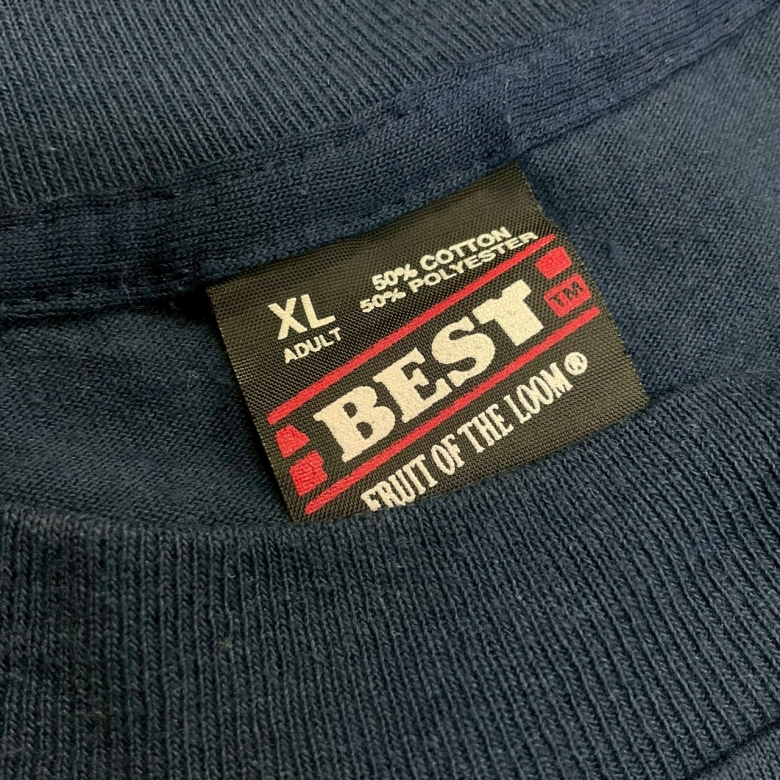 XL
ADULT
50% COTTON
50% POLYESTER
BEST
TM
FRUIT OF THE LOOM®